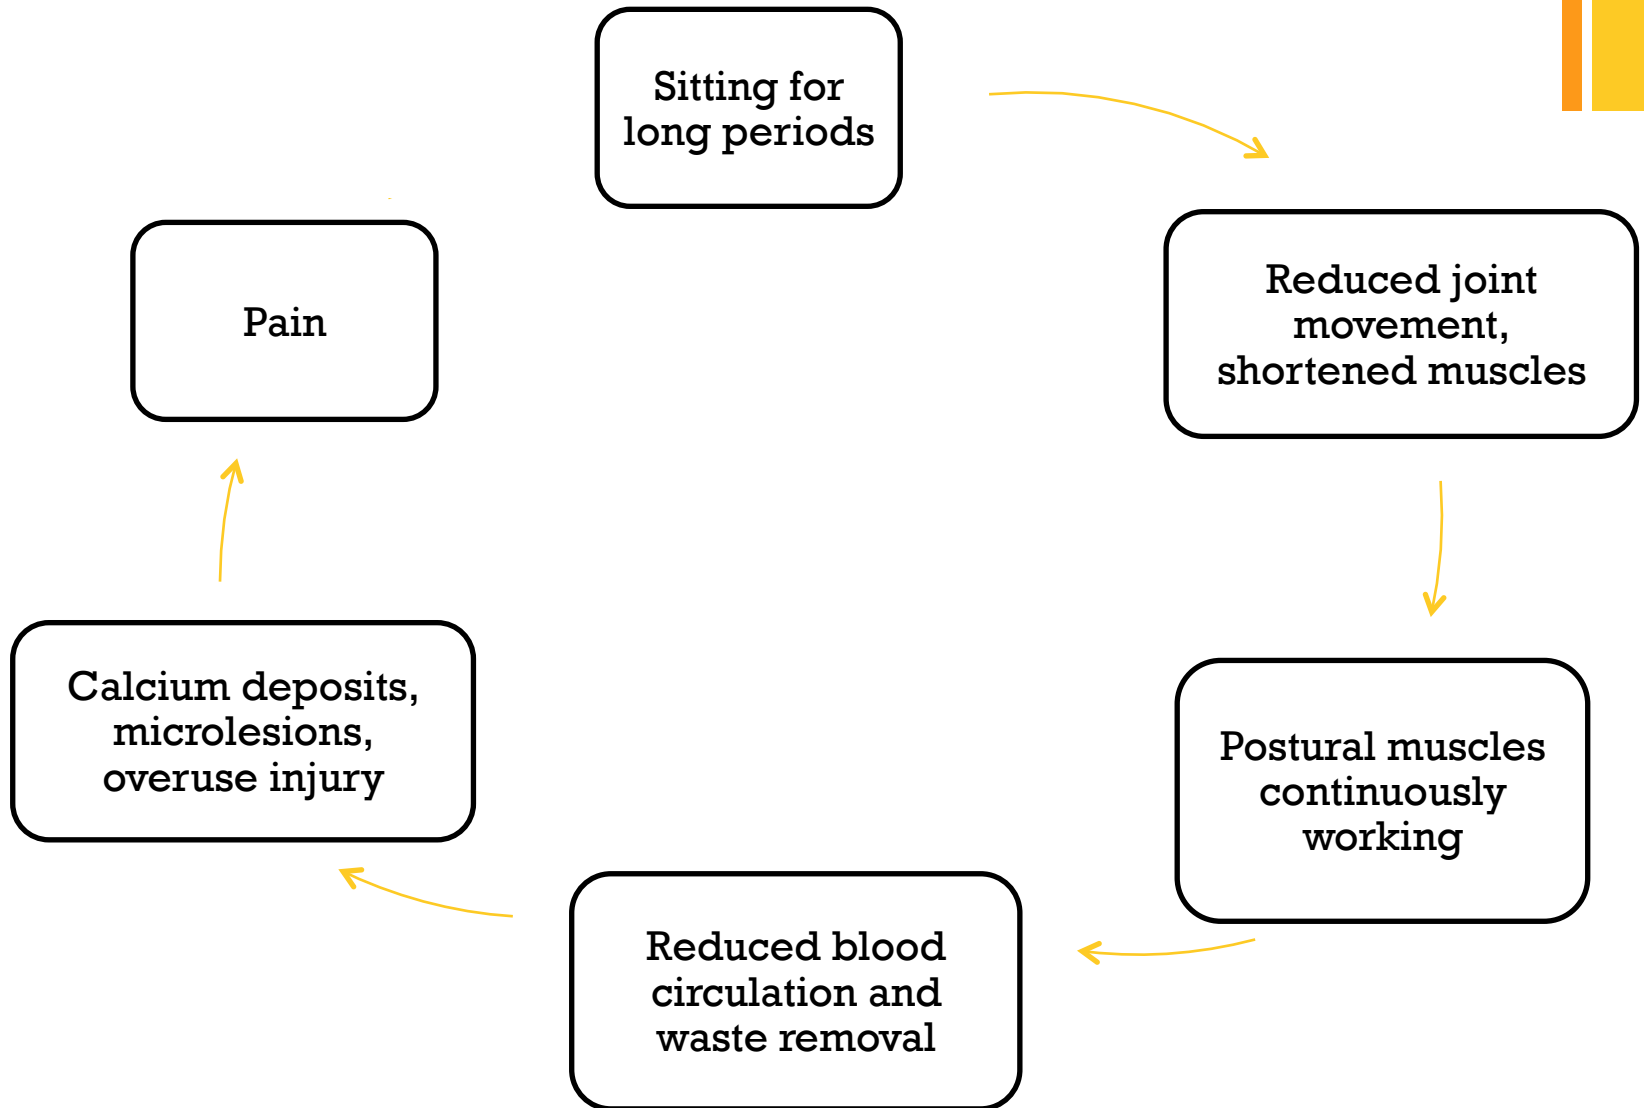 Sitting for
long periods
Reduced joint
movement,
shortened muscles
Postural muscles
continuously
working
Reduced blood
circulation and
waste removal
Calcium deposits,
microlesions,
overuse injury
Pain